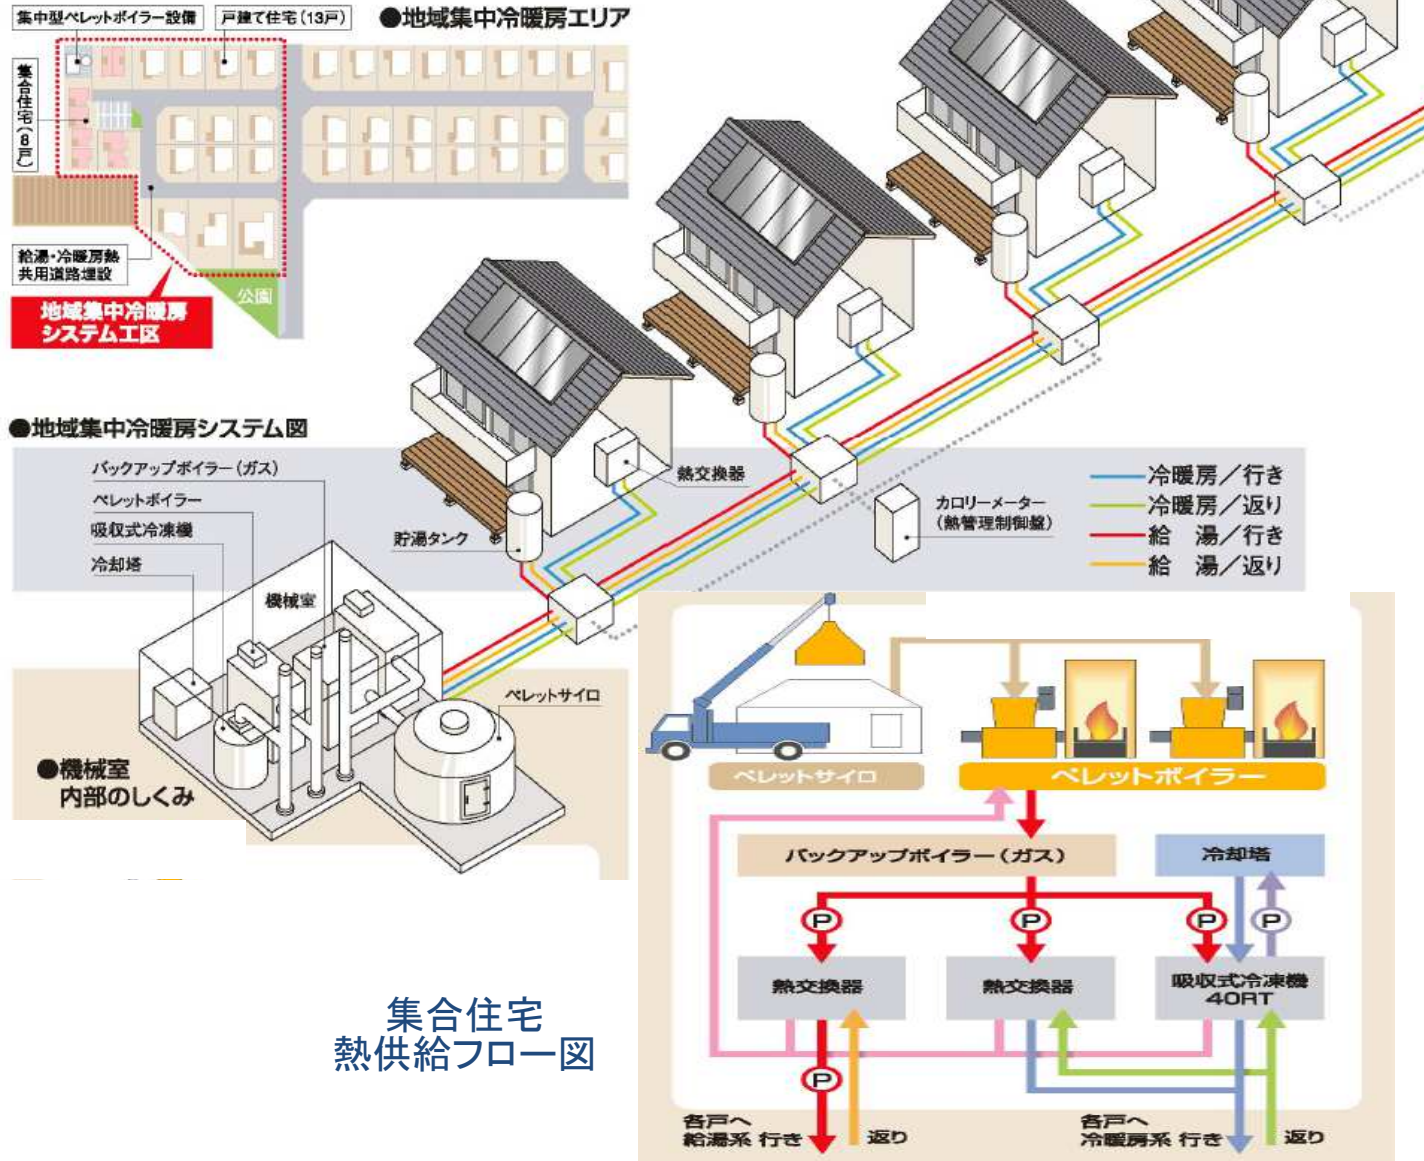 集中型ペレットボイラー設備
戸建て住宅(13戸)
●地域集中冷暖房エリア
集合住宅(8戸)
給湯・冷暖房熱
共用道路埋設
公園
地域集中冷暖房
システム工区
●地域集中冷暖房システム図
バックアップボイラー(ガス)
ペレットボイラー
吸収式冷凍機
冷却塔
機械室
貯湯タンク
熱交換器
カロリーメーター
(熱管理制御盤)
冷暖房/行き
冷暖房/返り
給 湯/行き
給 湯/返り
ペレットサイロ
●機械室
内部のしくみ
ペレットサイロ
ペレットボイラー
バックアップボイラー(ガス)
冷却塔
P
P
P
P
熱交換器
熱交換器
吸収式冷凍機
40RT
P
各戸へ
給湯系 行き
返り
各戸へ
冷暖房系 行き
返り
集合住宅
熱供給フロー図